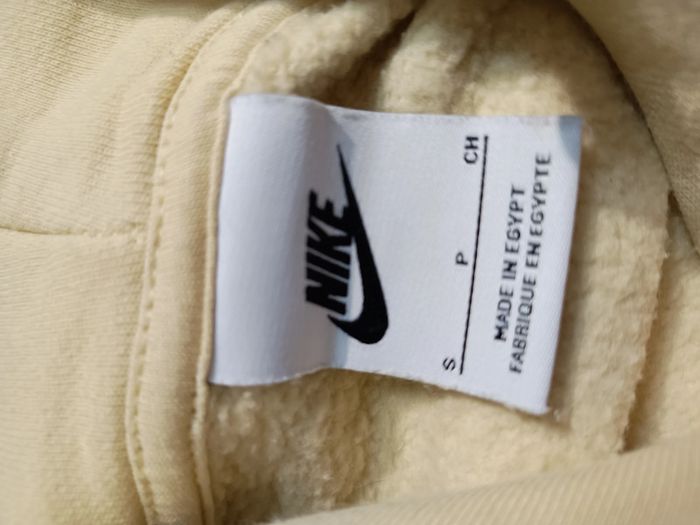 NIKE
S P CH
MADE IN EGYPT
FABRIQUE EN EGYPTE